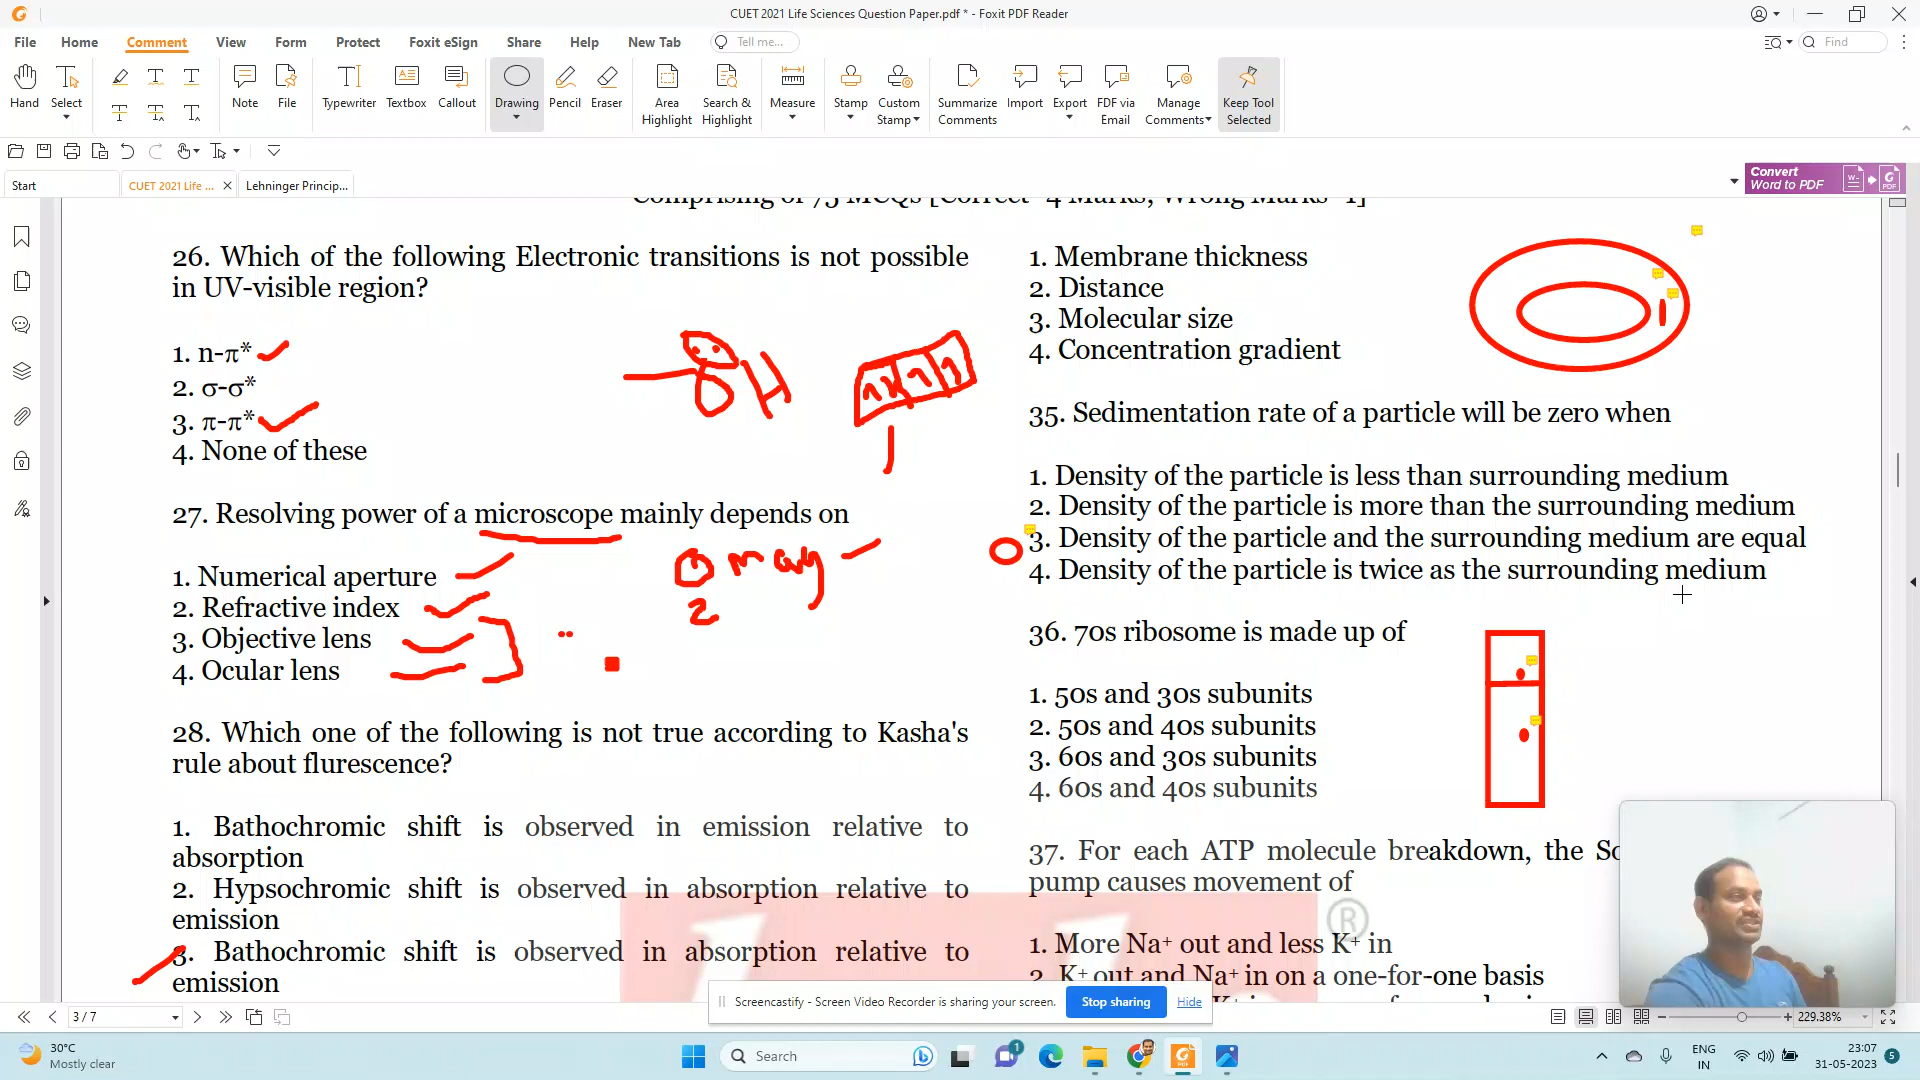 CUET 2021 Life Sciences Question Paper.pdf * - Foxit PDF Reader
File Home Comment View Form Protect Foxit eSign Share Help New Tab Tell me... Find
Hand Select Note File Typewriter Textbox Callout Drawing Pencil Eraser Area Highlight Search & Highlight Measure Stamp Custom Stamp Summarize Comments Import Export FDF via Email Manage Comments Keep Tool Selected
Start CUET 2021 Life ... Lehninger Princip...
Convert
Word to PDF
Comprising of 75 MCQs [Correct- 4 Marks, Wrong Marks -1]
26. Which of the following Electronic transitions is not possible
in UV-visible region?
1. n-π*
2. σ-σ*
3. π-π*
4. None of these
27. Resolving power of a microscope mainly depends on
1. Numerical aperture
2. Refractive index
3. Objective lens
4. Ocular lens
28. Which one of the following is not true according to Kasha's
rule about flurescence?
1. Bathochromic shift is observed in emission relative to
absorption
2. Hypsochromic shift is observed in absorption relative to
emission
3. Bathochromic shift is observed in absorption relative to
emission
1. Membrane thickness
2. Distance
3. Molecular size
4. Concentration gradient
35. Sedimentation rate of a particle will be zero when
1. Density of the particle is less than surrounding medium
2. Density of the particle is more than the surrounding medium
3. Density of the particle and the surrounding medium are equal
4. Density of the particle is twice as the surrounding medium
36. 70s ribosome is made up of
1. 50s and 30s subunits
2. 50s and 40s subunits
3. 60s and 30s subunits
4. 60s and 40s subunits
37. For each ATP molecule breakdown, the
pump causes movement of
1. More Na⁺ out and less K⁺ in
2. K⁺ out and Na⁺ in on a one-for-one basis
®
Screencastify - Screen Video Recorder is sharing your screen. Stop sharing Hide
3 / 7
229.38%
30°C
Mostly clear
Search
1
ENG
IN
23:07
31-05-2023
5